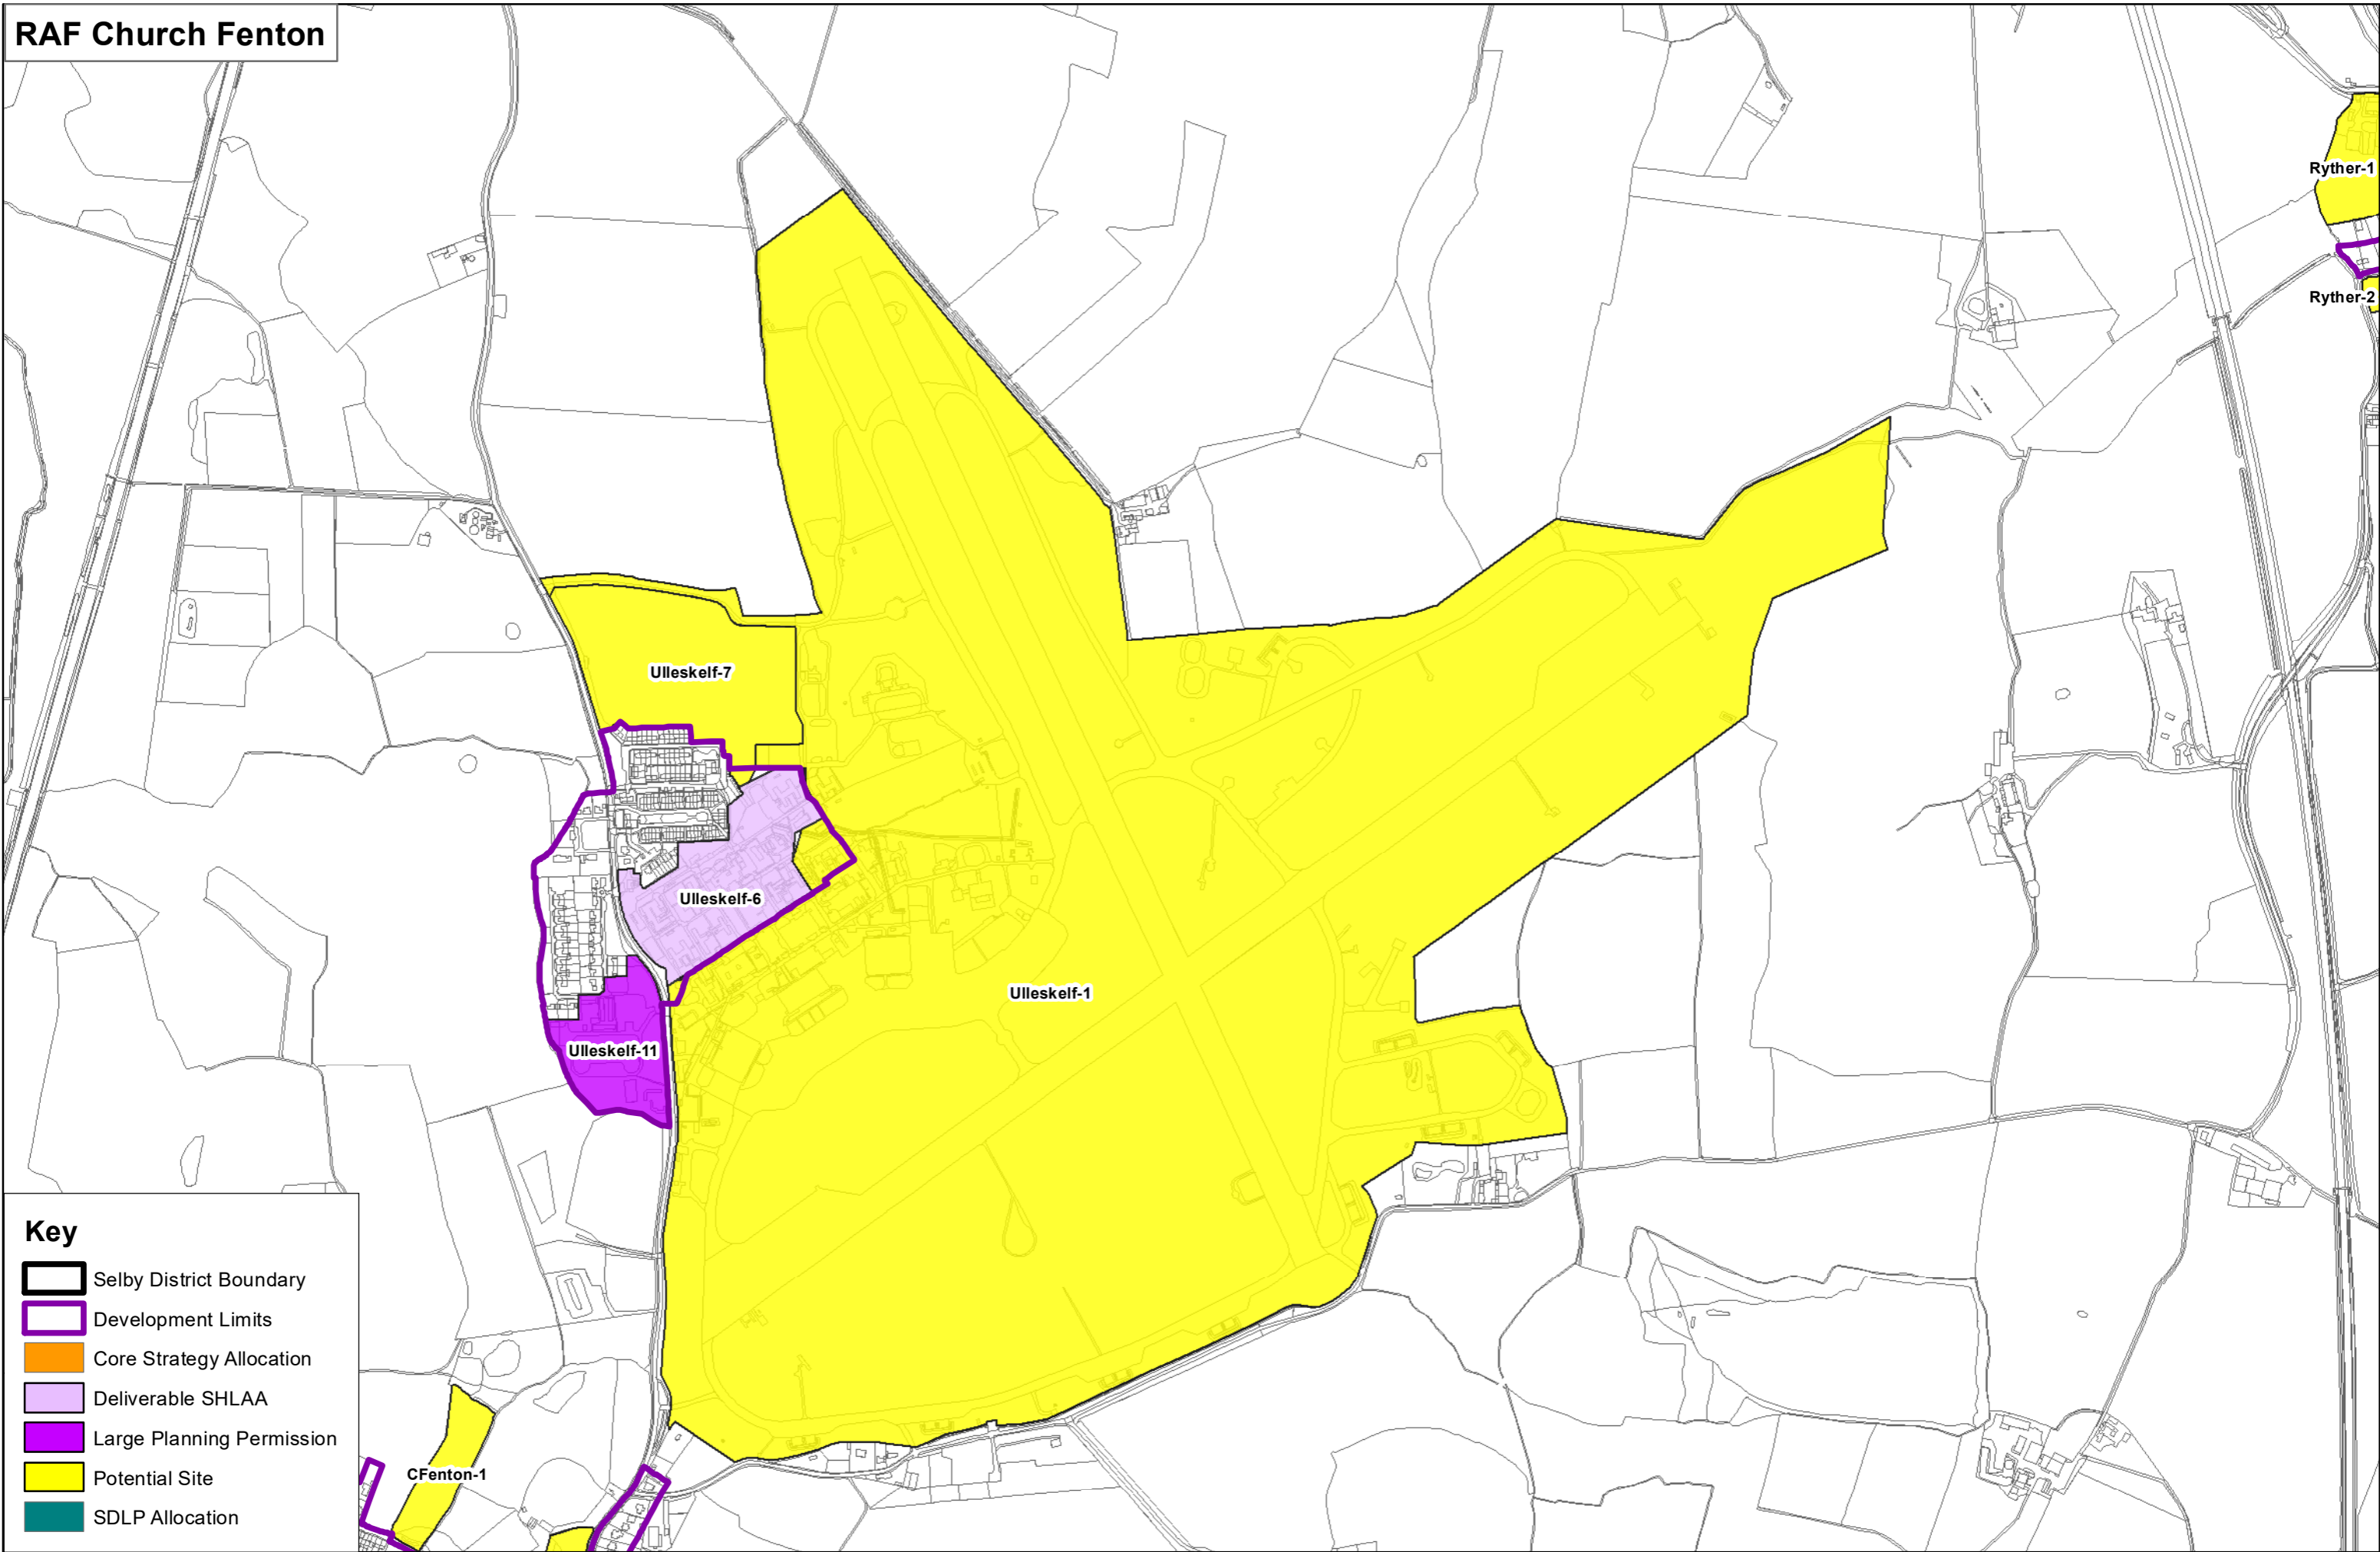 RAF Church Fenton
Ryther-1
Ryther-2
Ulleskelf-7
Ulleskelf-6
Ulleskelf-1
Ulleskelf-11
CFenton-1
Key
Selby District Boundary
Development Limits
Core Strategy Allocation
Deliverable SHLAA
Large Planning Permission
Potential Site
SDLP Allocation